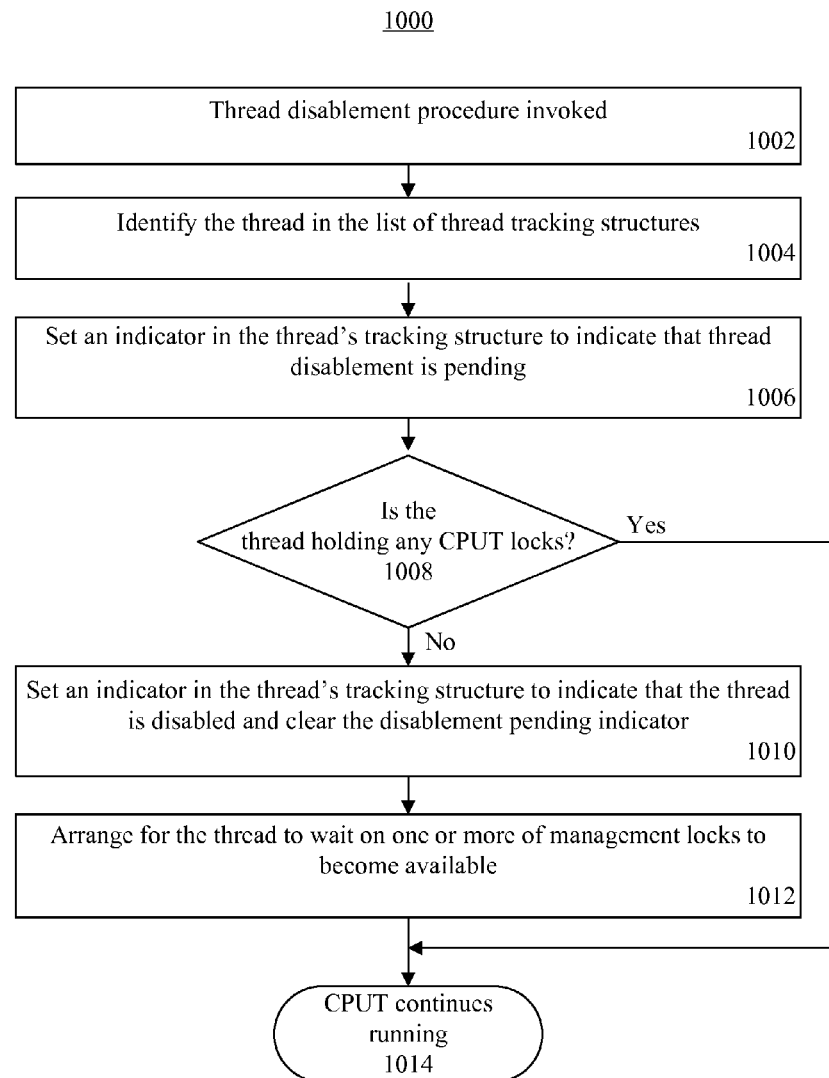 1000
Thread disablement procedure invoked
1002
Identify the thread in the list of thread tracking structures
1004
Set an indicator in the thread's tracking structure to indicate that thread
disablement is pending
1006
Is the
thread holding any CPUT locks?
1008
Yes
No
Set an indicator in the thread's tracking structure to indicate that the thread
is disabled and clear the disablement pending indicator
1010
Arrange for the thread to wait on one or more of management locks to
become available
1012
CPUT continues
running
1014